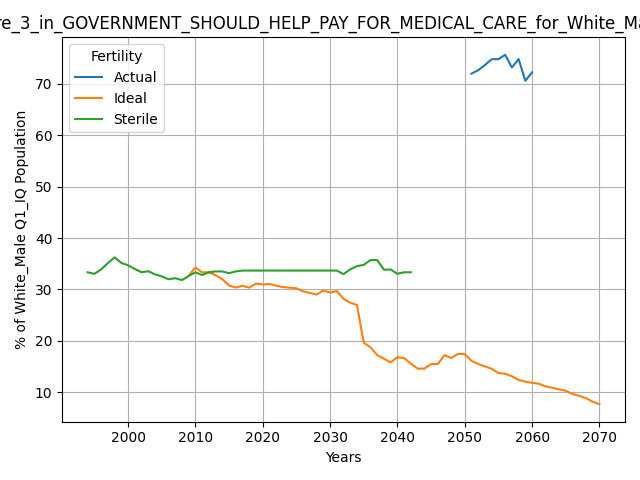 re_3_in_GOVERNMENT_SHOULD_HELP_PAY_FOR_MEDICAL_CARE_for_White_Ma
Fertility
Actual
Ideal
Sterile
% of White_Male Q1_IQ Population
70
60
50
40
30
20
10
2000 2010 2020 2030 2040 2050 2060 2070
Years